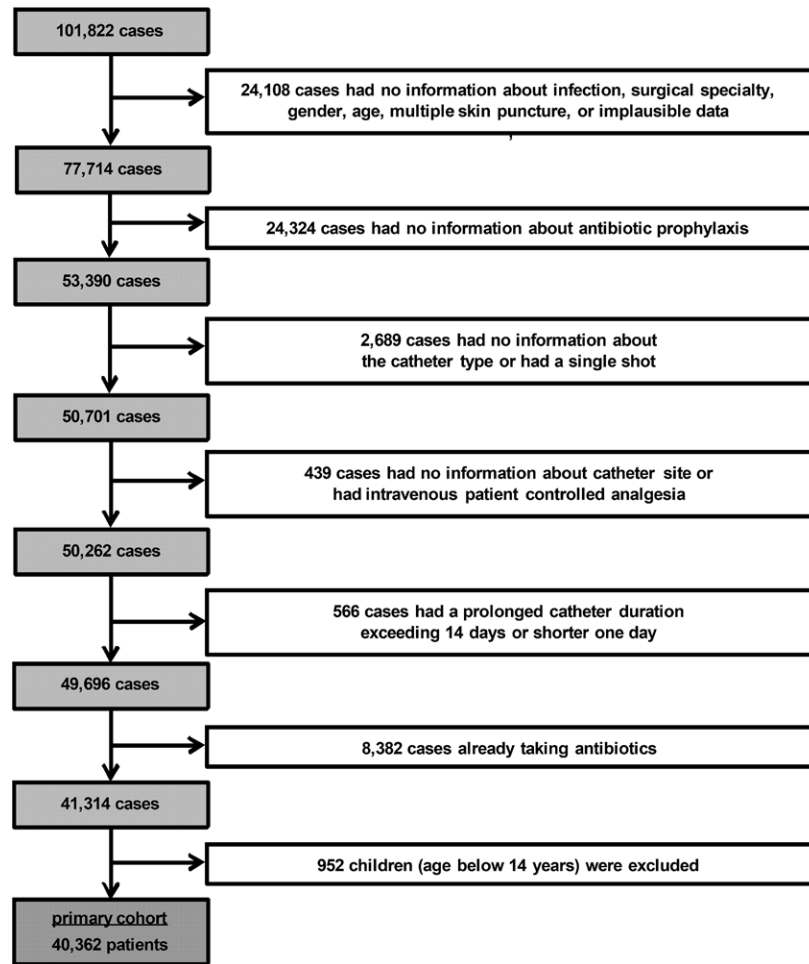 101,822 cases
24,108 cases had no information about infection, surgical specialty,
gender, age, multiple skin puncture, or implausible data
77,714 cases
24,324 cases had no information about antibiotic prophylaxis
53,390 cases
2,689 cases had no information about
the catheter type or had a single shot
50,701 cases
439 cases had no information about catheter site or
had intravenous patient controlled analgesia
50,262 cases
566 cases had a prolonged catheter duration
exceeding 14 days or shorter one day
49,696 cases
8,382 cases already taking antibiotics
41,314 cases
952 children (age below 14 years) were excluded
primary cohort
40,362 patients